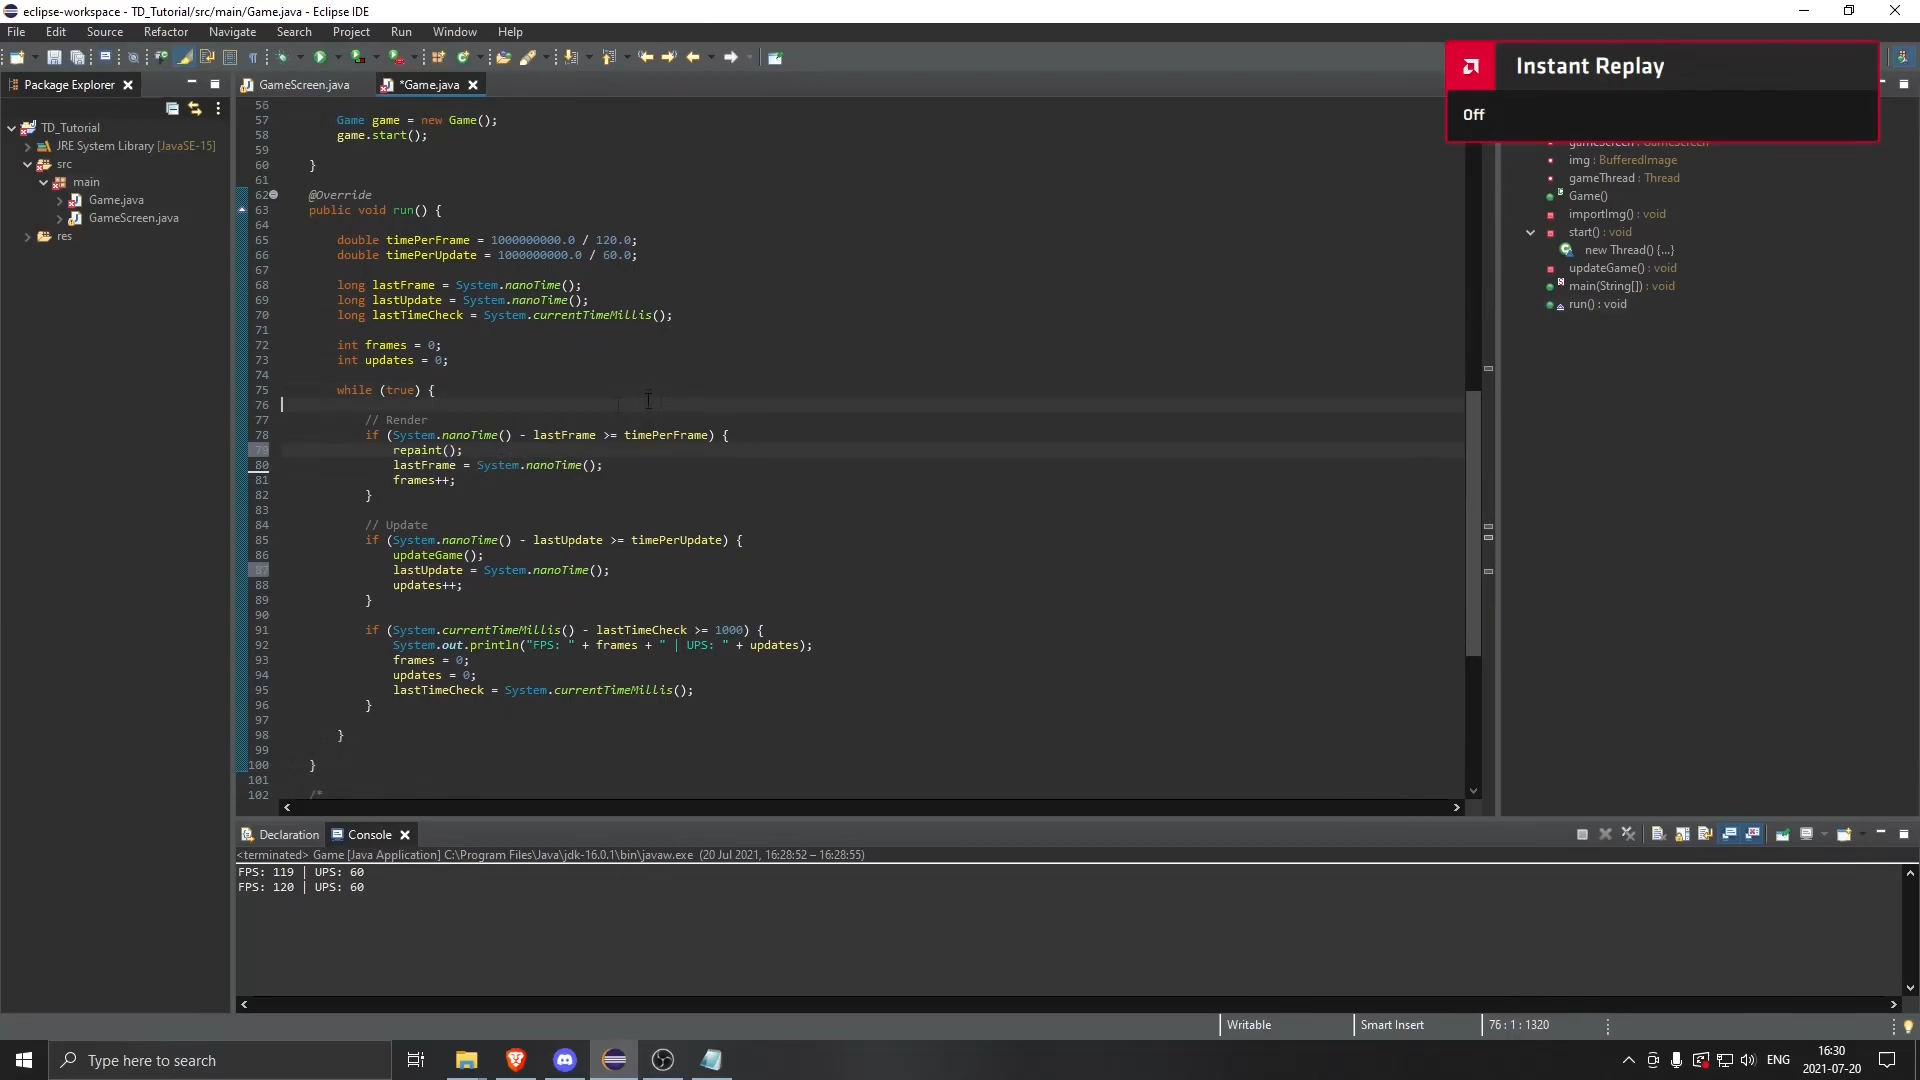 eclipse-workspace - TD_Tutorial/src/main/Game.java - Eclipse IDE
File Edit Source Refactor Navigate Search Project Run Window Help
Instant Replay
Off
Package Explorer
TD_Tutorial
JRE System Library [JavaSE-15]
src
main
Game.java
GameScreen.java
res
GameScreen.java
*Game.java
56
57 Game game = new Game();
58 game.start();
59
60 }
61
62 @Override
63 public void run() {
64
65 double timePerFrame = 1000000000.0 / 120.0;
66 double timePerUpdate = 1000000000.0 / 60.0;
67
68 long lastFrame = System.nanoTime();
69 long lastUpdate = System.nanoTime();
70 long lastTimeCheck = System.currentTimeMillis();
71
72 int frames = 0;
73 int updates = 0;
74
75 while (true) {
76
77 // Render
78 if (System.nanoTime() - lastFrame >= timePerFrame) {
79 repaint();
80 lastFrame = System.nanoTime();
81 frames++;
82 }
83
84 // Update
85 if (System.nanoTime() - lastUpdate >= timePerUpdate) {
86 updateGame();
87 lastUpdate = System.nanoTime();
88 updates++;
89 }
90
91 if (System.currentTimeMillis() - lastTimeCheck >= 1000) {
92 System.out.println("FPS: " + frames + " | UPS: " + updates);
93 frames = 0;
94 updates = 0;
95 lastTimeCheck = System.currentTimeMillis();
96 }
97
98 }
99
100 }
101
102 /*
gameScreen : GameScreen
img : BufferedImage
gameThread : Thread
Game()
importImg() : void
start() : void
new Thread() {...}
updateGame() : void
main(String[]) : void
run() : void
Declaration
Console
<terminated> Game [Java Application] C:\Program Files\Java\jdk-16.0.1\bin\javaw.exe (20 Jul 2021, 16:28:52 – 16:28:55)
FPS: 119 | UPS: 60
FPS: 120 | UPS: 60
Writable
Smart Insert
76 : 1 : 1320
Type here to search
ENG
16:30
2021-07-20